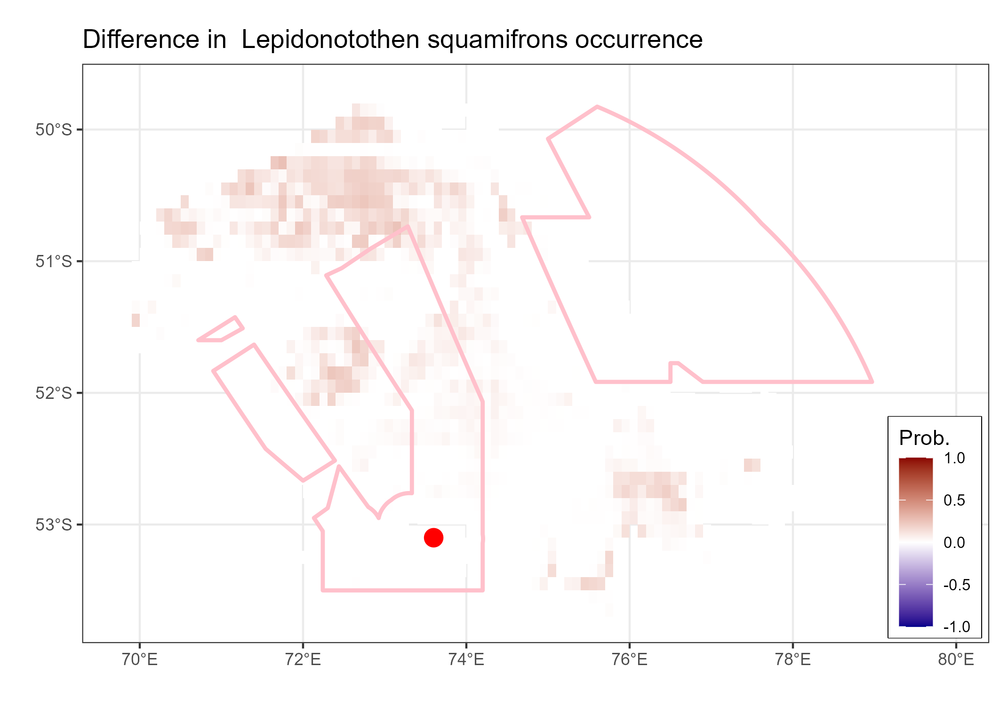 Difference in  Lepidonotothen squamifrons occurrence
50°S
51°S
52°S
53°S
70°E
72°E
74°E
76°E
78°E
80°E
Prob.
1.0
0.5
0.0
-0.5
-1.0